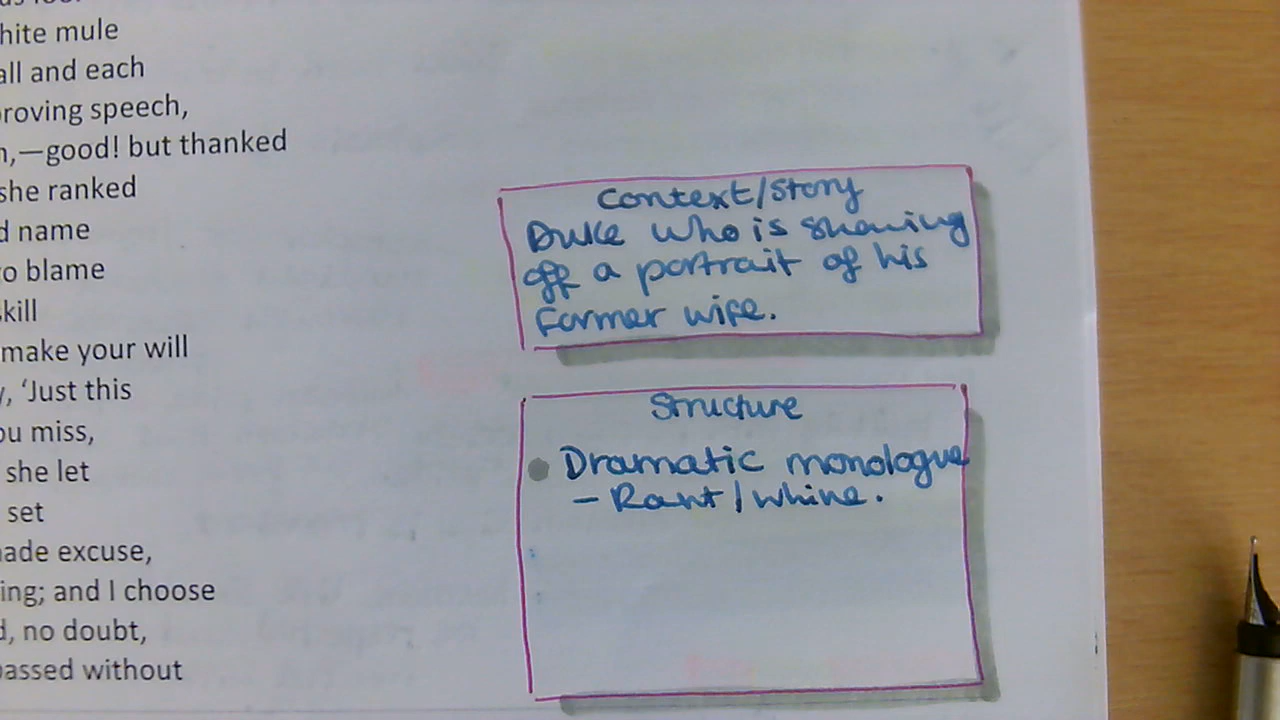 hite mule
all and each
roving speech,
,—good! but thanked
she ranked
d name
o blame
kill
make your will
, ‘Just this
ou miss,
she let
set
ade excuse,
ing; and I choose
d, no doubt,
passed without
Context/Story
Duke who is showing
off a portrait of his
former wife.
Structure
Dramatic monologue
- Rant/whine.